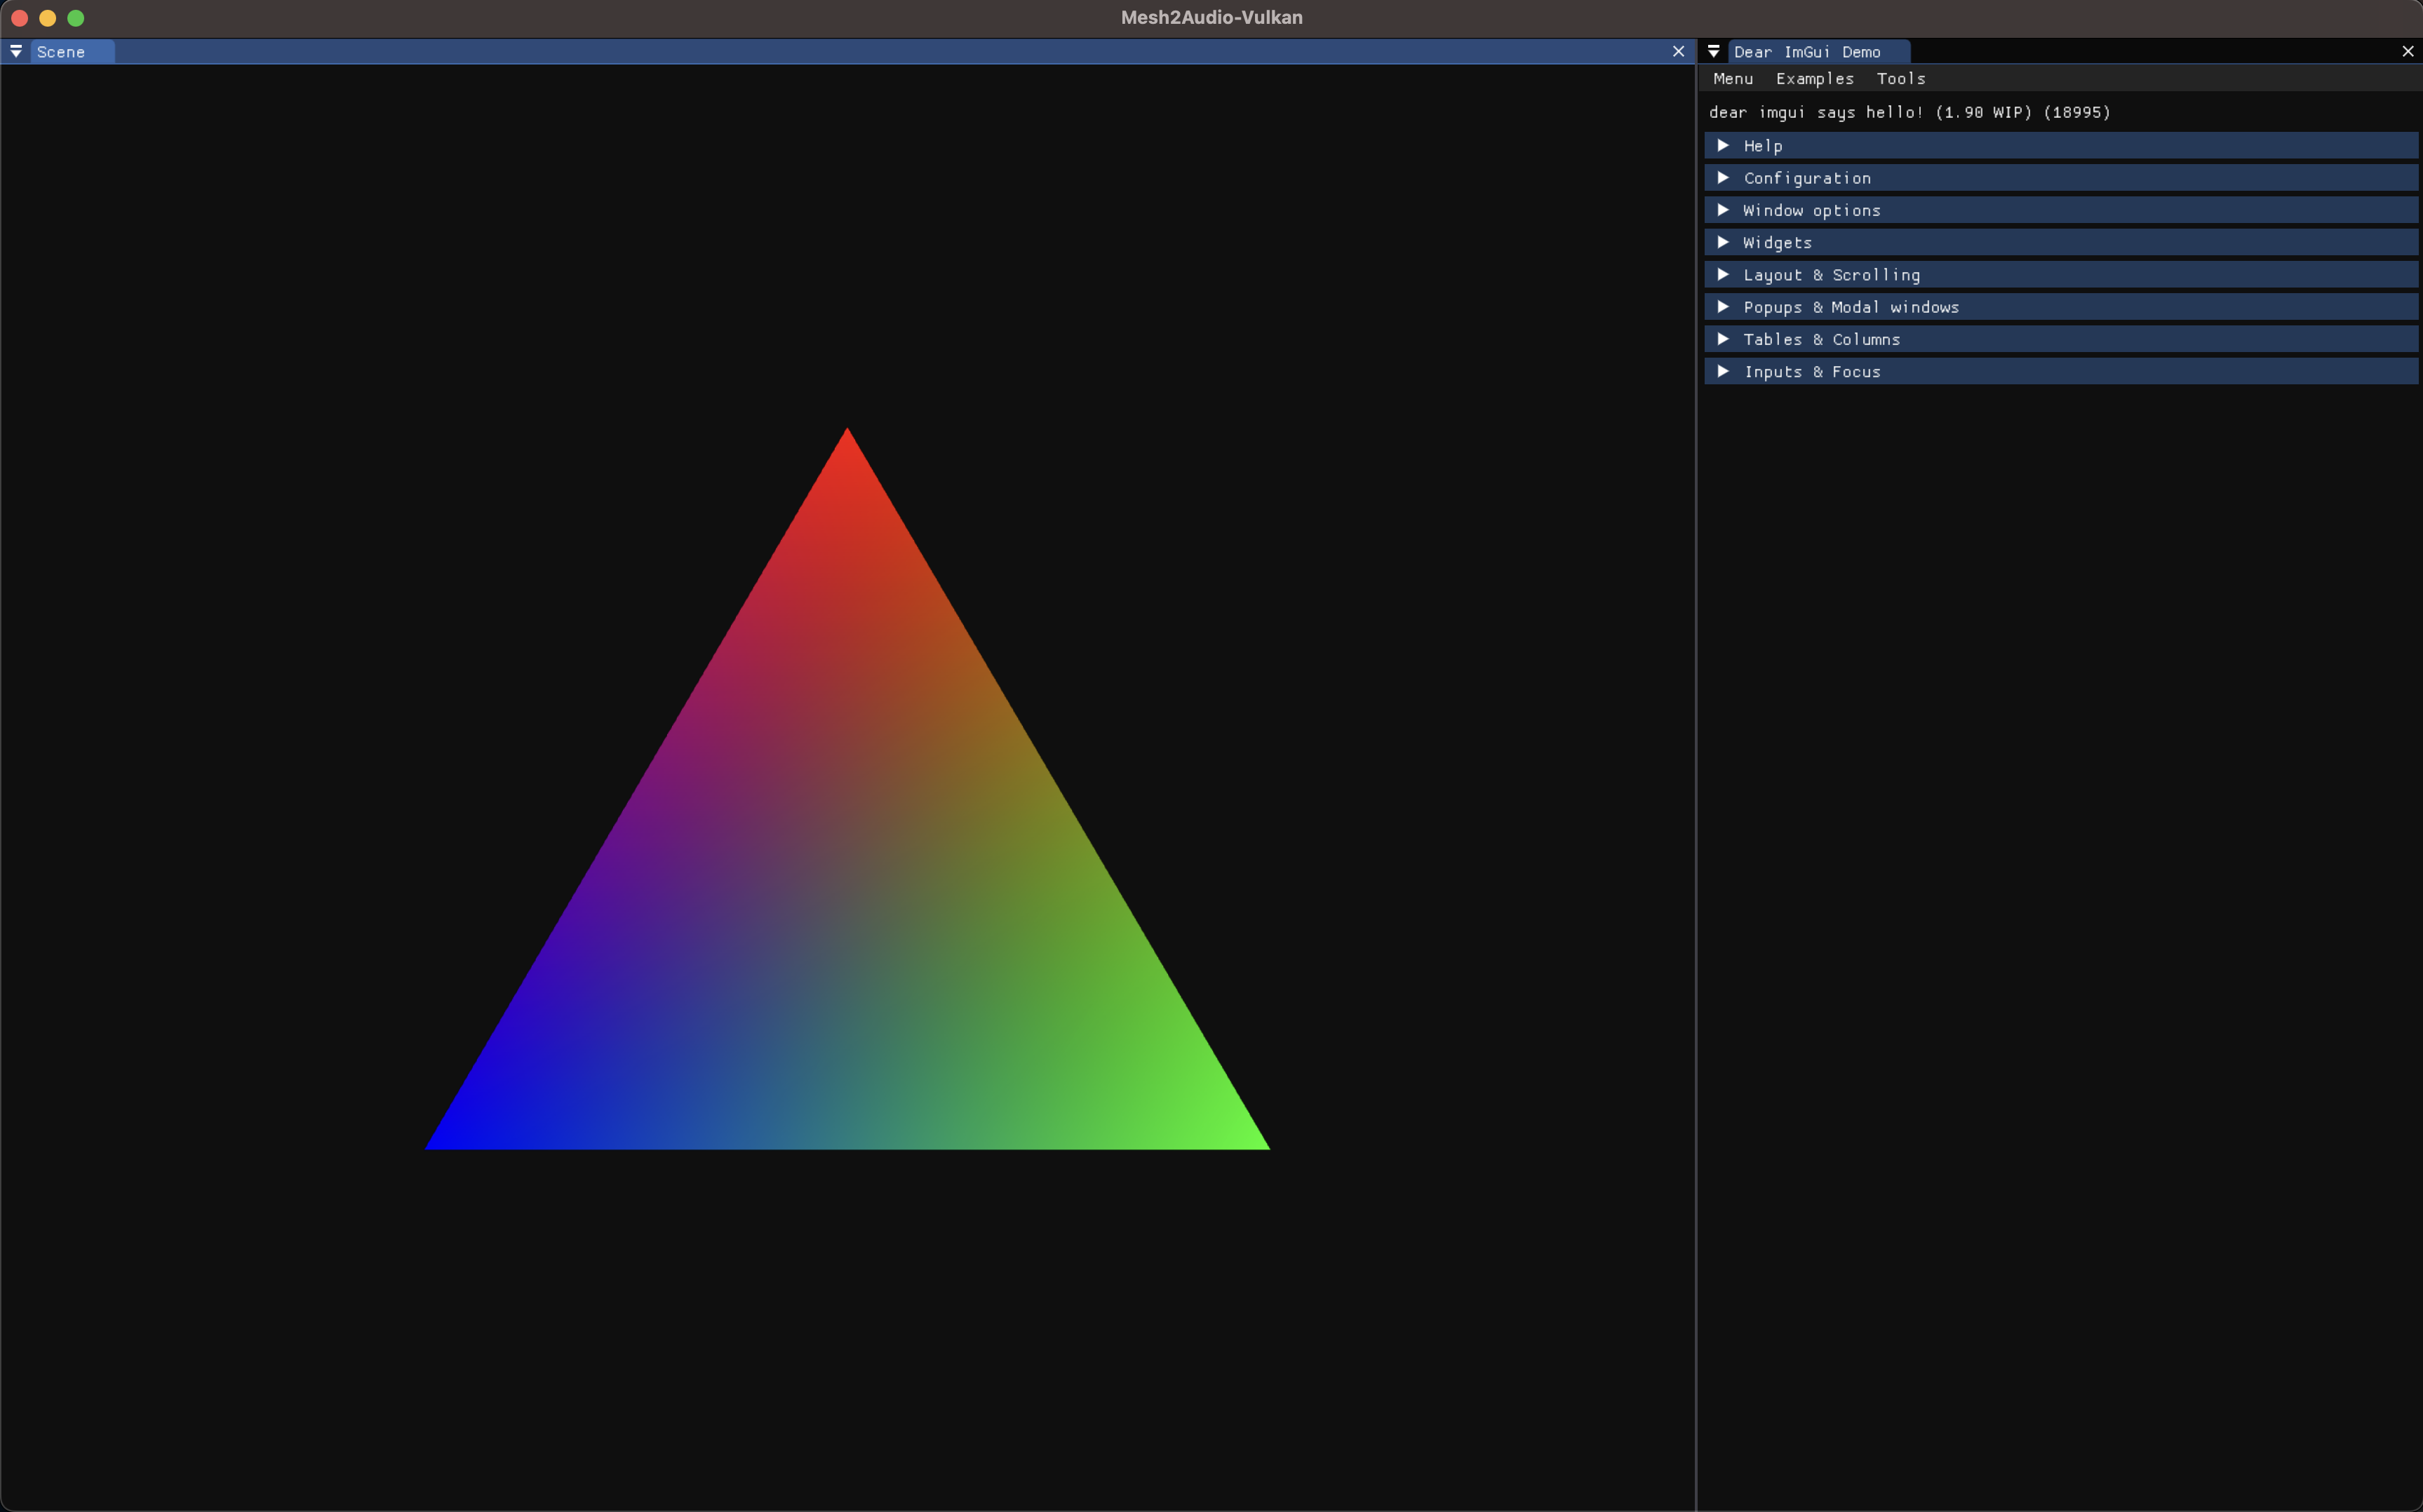 Mesh2Audio-Vulkan
Scene
Dear ImGui Demo
Menu Examples Tools
dear imgui says hello! (1.90 WIP) (18995)
Help
Configuration
Window options
Widgets
Layout & Scrolling
Popups & Modal windows
Tables & Columns
Inputs & Focus